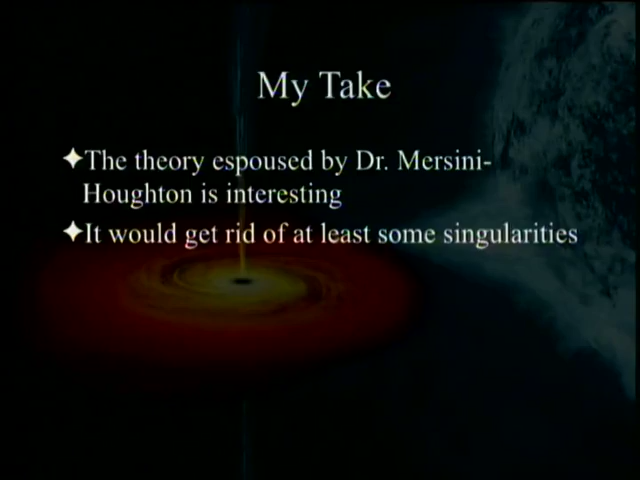 My Take
✦The theory espoused by Dr. Mersini-
Houghton is interesting
✦It would get rid of at least some singularities